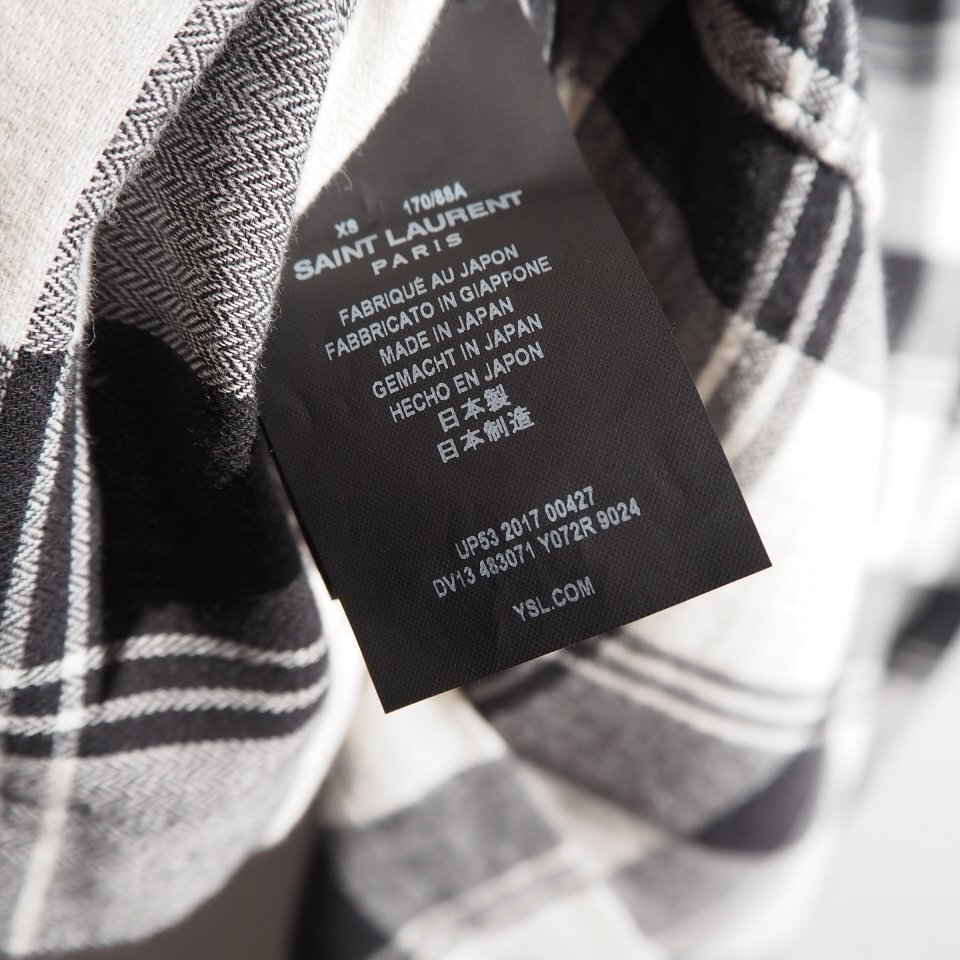 XS 170/88A
SAINT LAURENT
PARIS
FABRIQUÉ AU JAPON
FABBRICATO IN GIAPPONE
MADE IN JAPAN
GEMACHT IN JAPAN
HECHO EN JAPON
日本製
日本制造
UP53 2017 00427
DV13 483071 Y072R 9024
YSL.COM